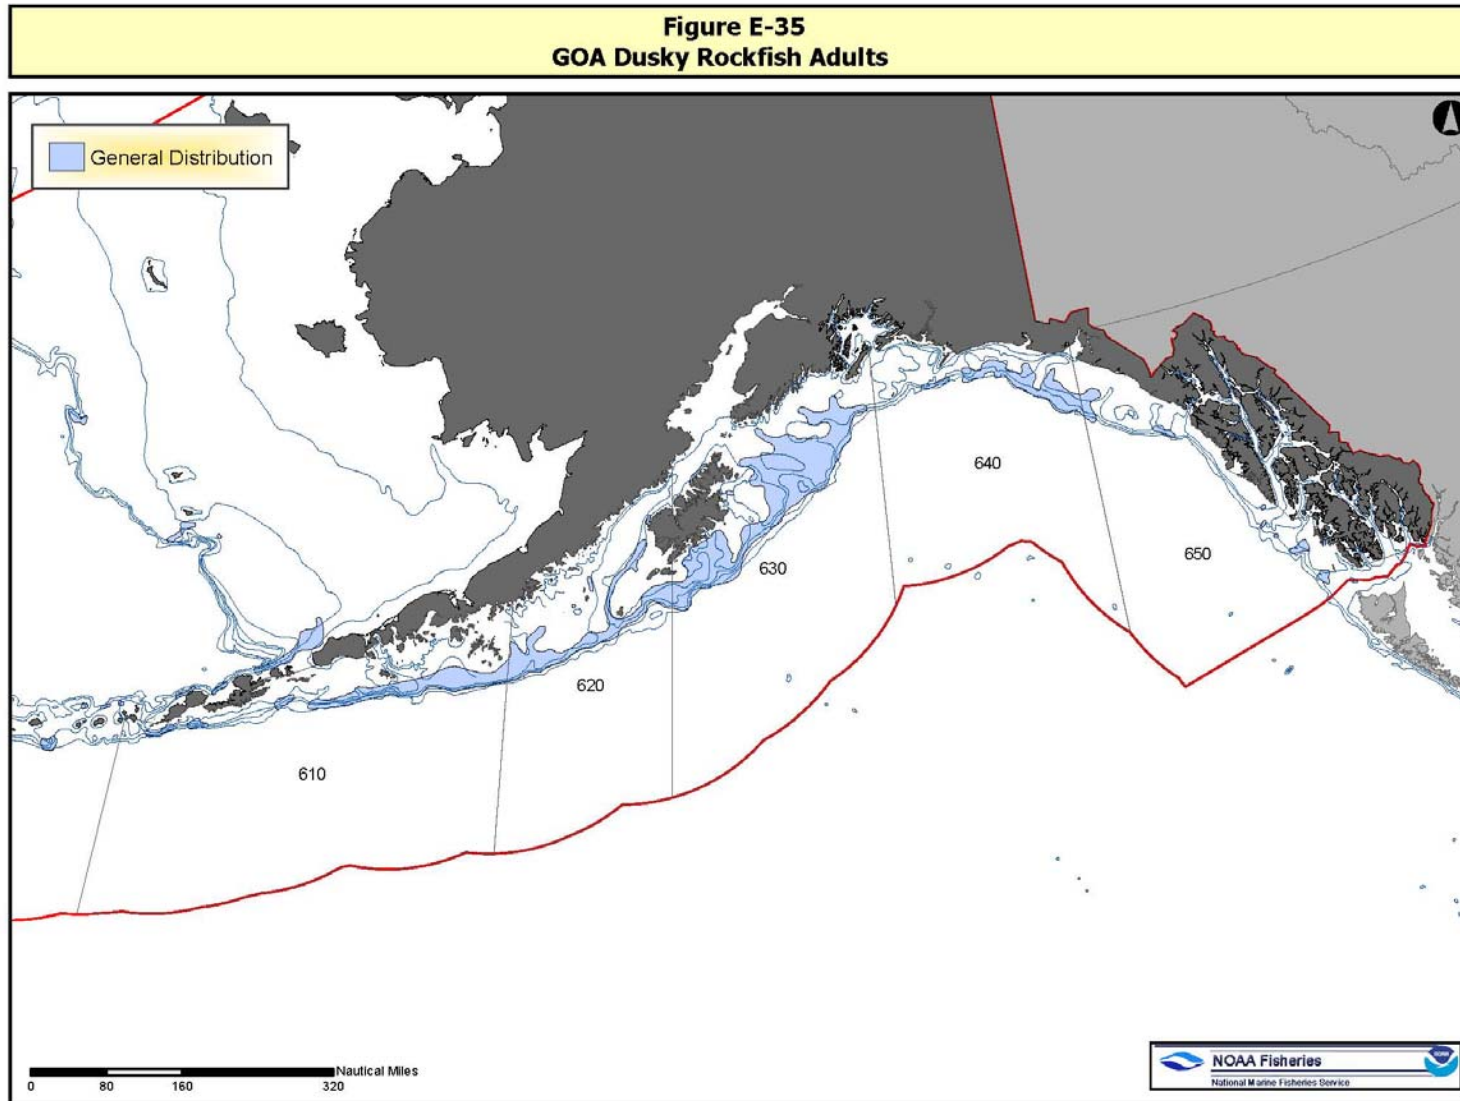 Figure E-35
GOA Dusky Rockfish Adults
General Distribution
640
650
630
620
610
Nautical Miles
0 80 160 320
NOAA Fisheries
National Marine Fisheries Service